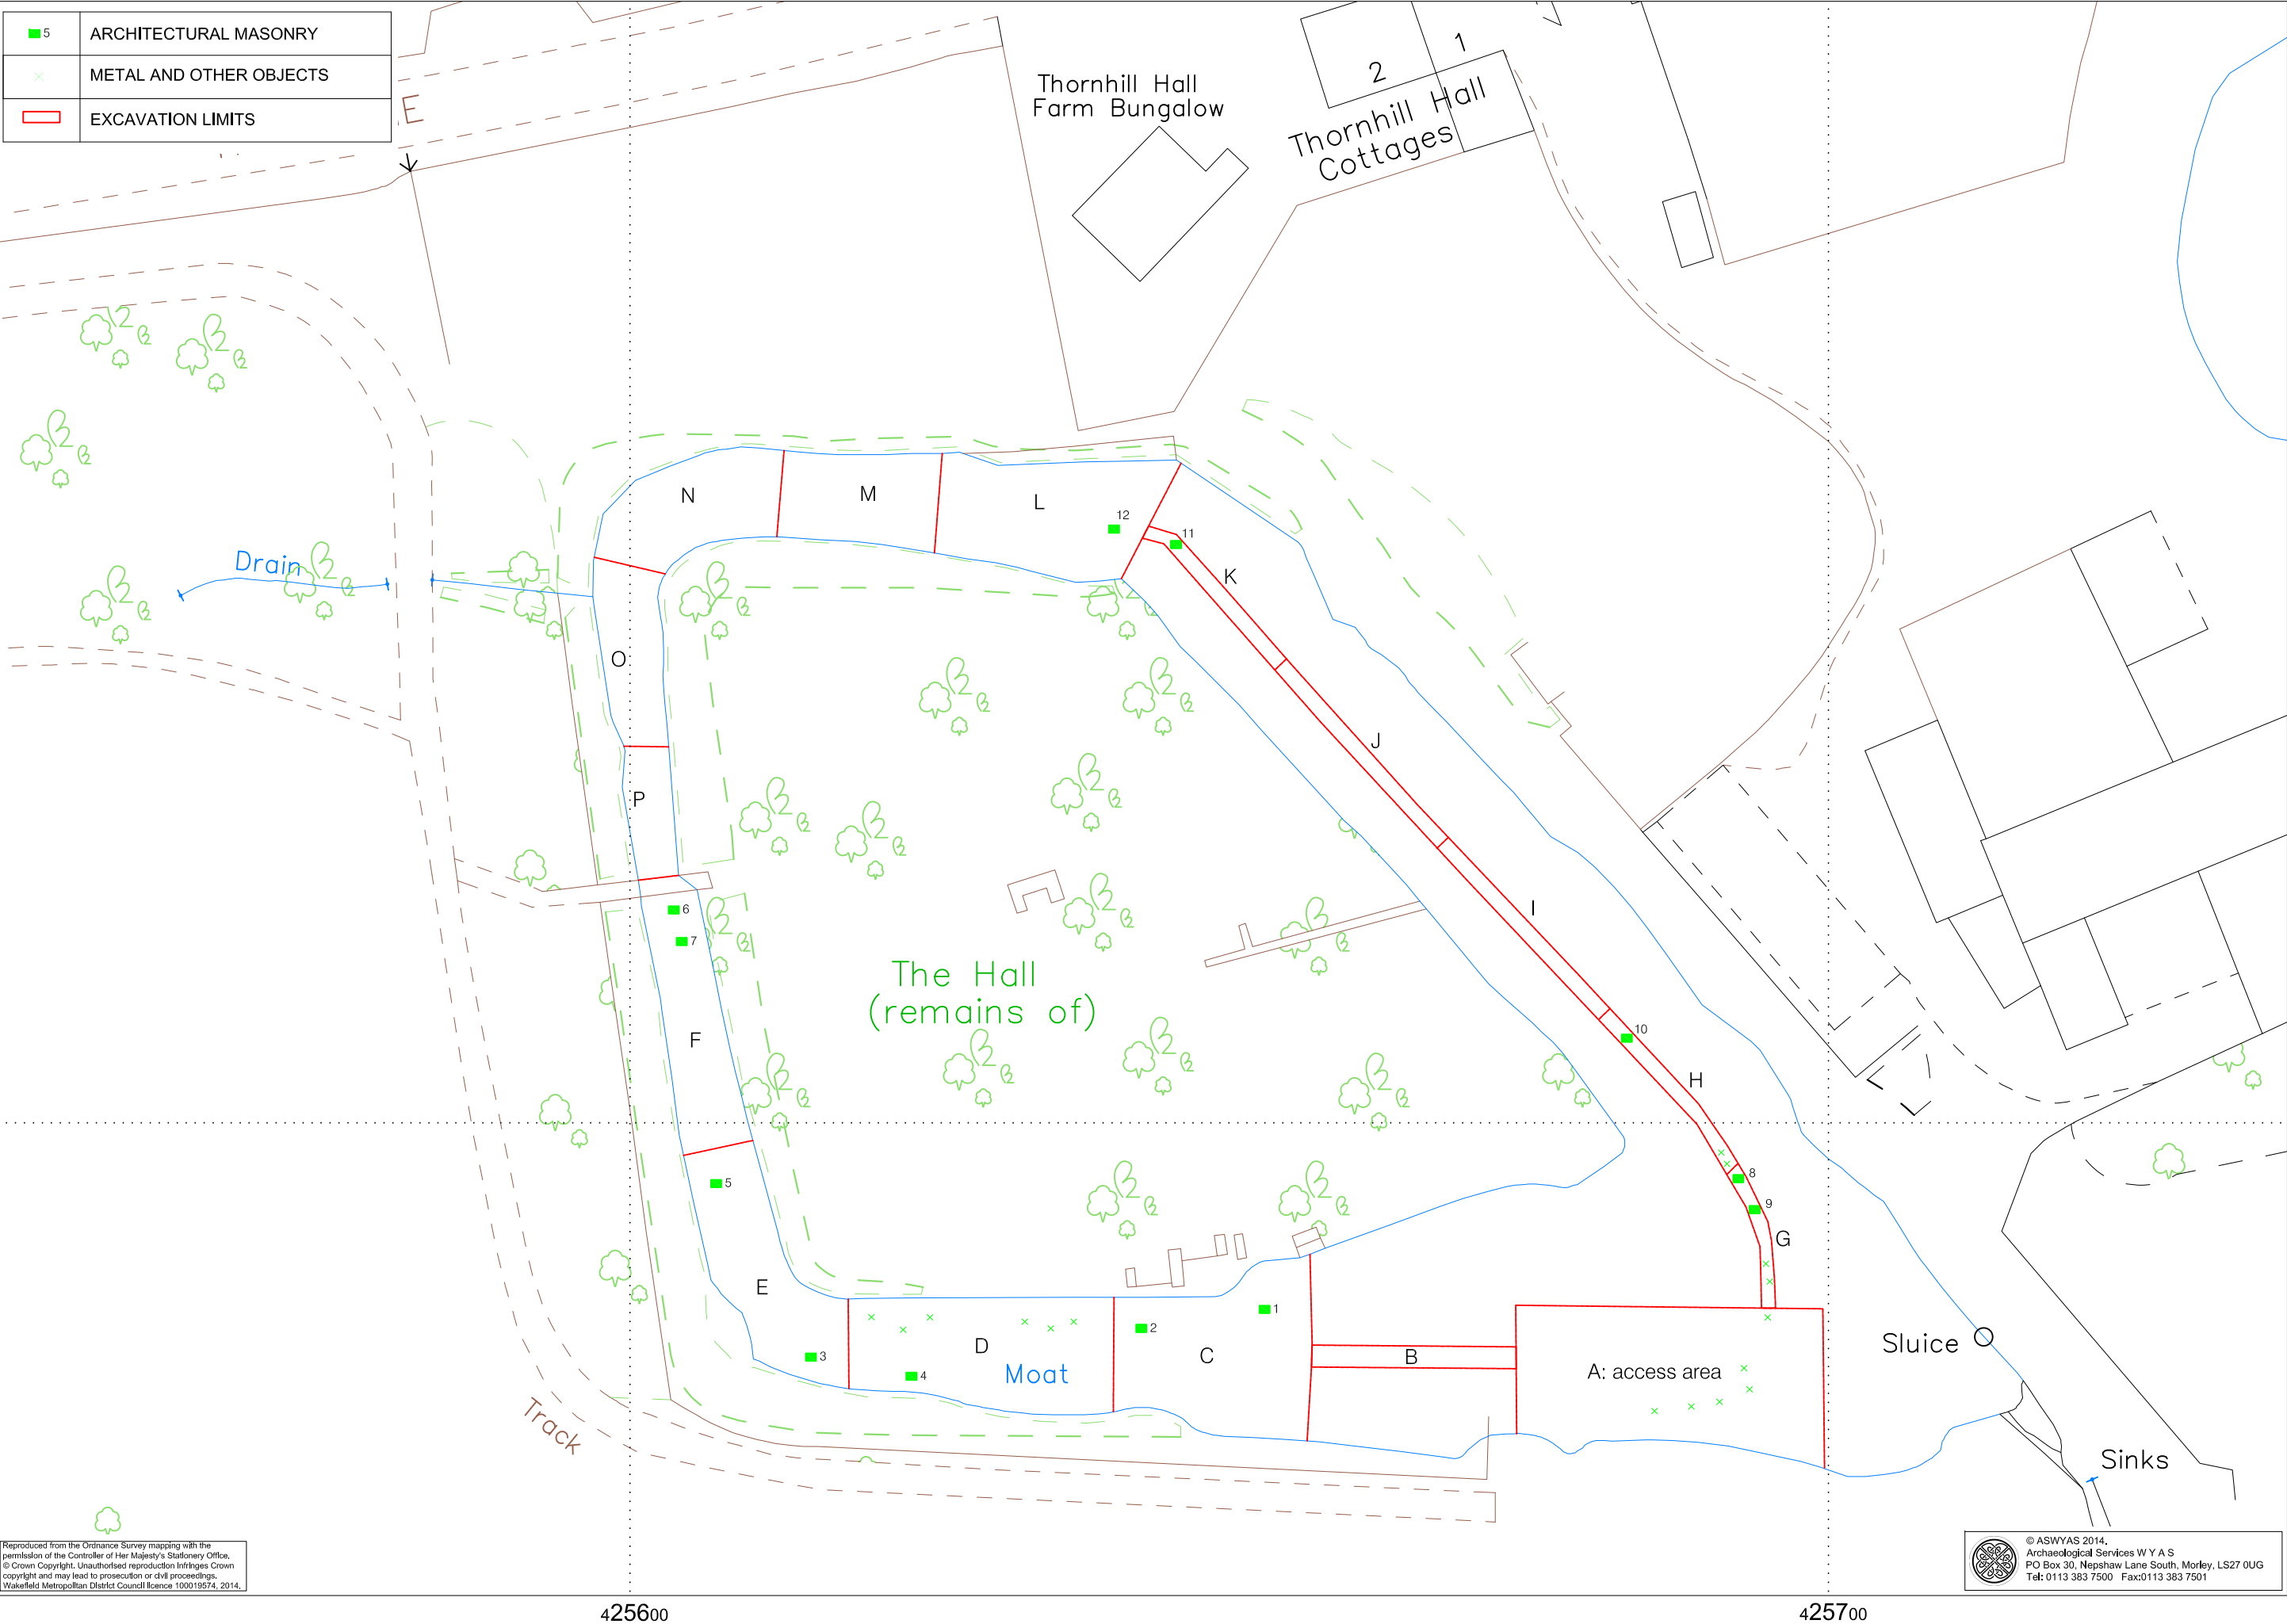 5 ARCHITECTURAL MASONRY
METAL AND OTHER OBJECTS
EXCAVATION LIMITS
E
Thornhill Hall
Farm Bungalow
2
1
Thornhill Hall
Cottages
N
M
L
12
11
K
Drain
O
J
P
I
6
7
The Hall
(remains of)
10
F
H
8
5
9
G
E
1
2
D
C
B
Sluice
3
4
Moat
A: access area
Track
Sinks
Reproduced from the Ordnance Survey mapping with the
permission of the Controller of Her Majesty's Stationery Office,
© Crown Copyright. Unauthorised reproduction infringes Crown
copyright and may lead to prosecution or civil proceedings.
Wakefield Metropolitan District Council licence 100019574, 2014.
© ASWYAS 2014.
Archaeological Services W Y A S
PO Box 30, Nepshaw Lane South, Morley, LS27 0UG
Tel: 0113 383 7500 Fax:0113 383 7501
425600
425700